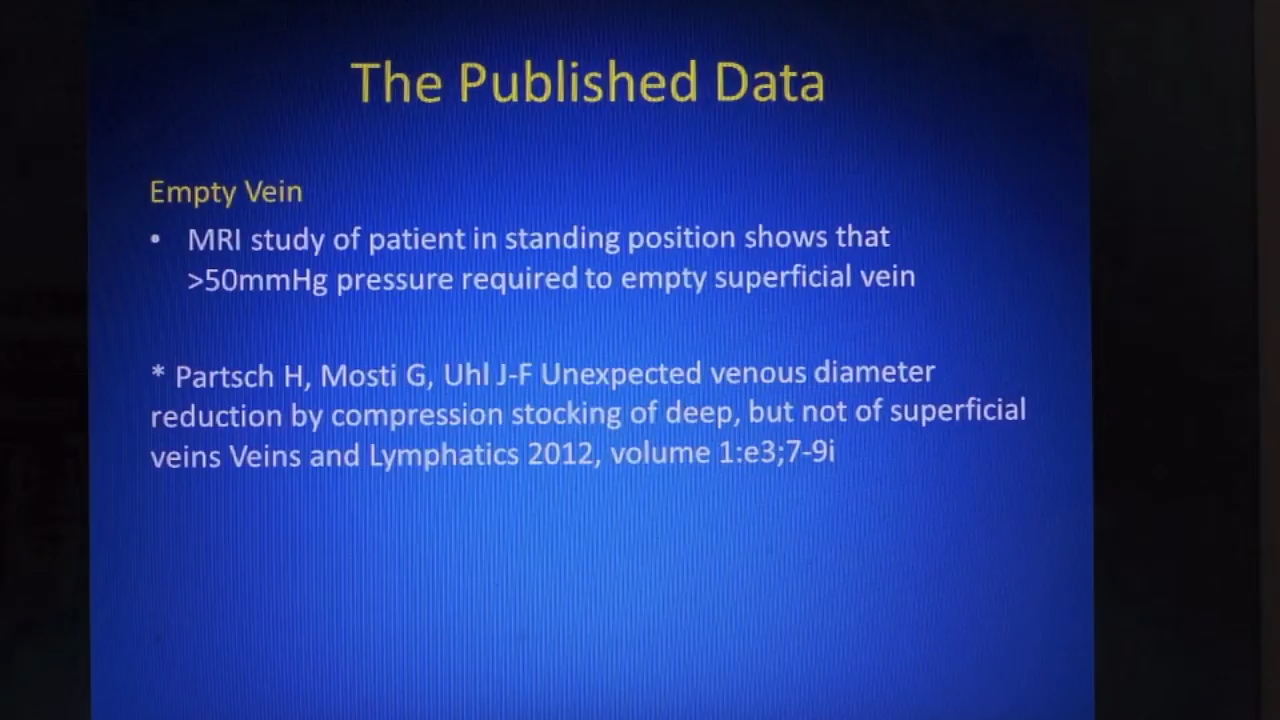 The Published Data
Empty Vein
• MRI study of patient in standing position shows that
>50mmHg pressure required to empty superficial vein
* Partsch H, Mosti G, Uhl J-F Unexpected venous diameter
reduction by compression stocking of deep, but not of superficial
veins Veins and Lymphatics 2012, volume 1:e3;7-9i